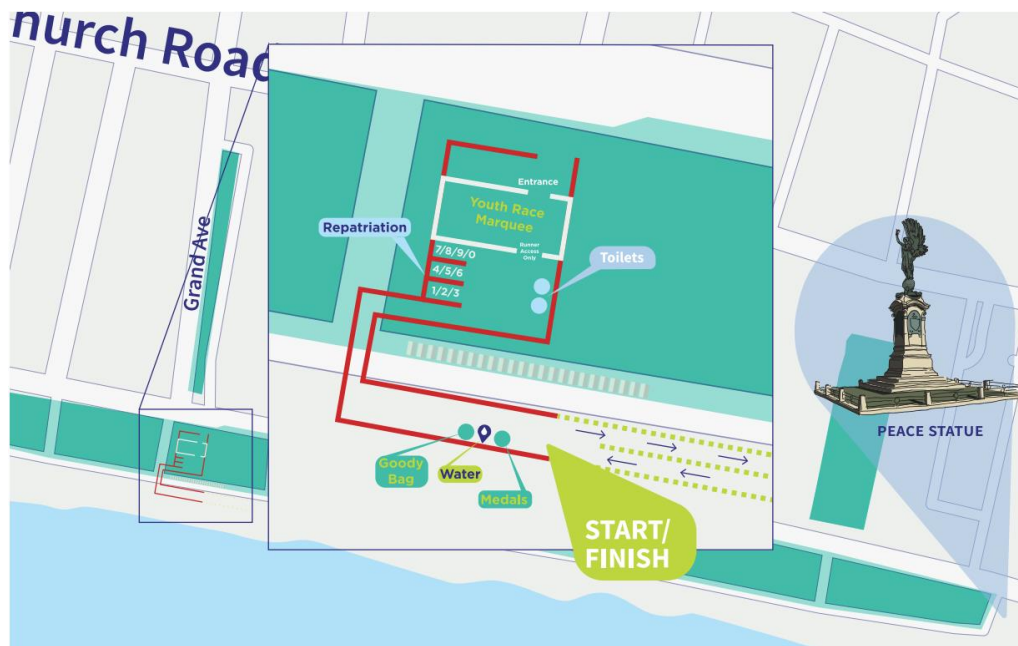 hurch Road
Grand Ave
Entrance
Youth Race
Marquee
Repatriation
Runner
Access
Only
7/8/9/0
4/5/6
1/2/3
Toilets
Goody
Bag
Water
Medals
START/
FINISH
PEACE STATUE